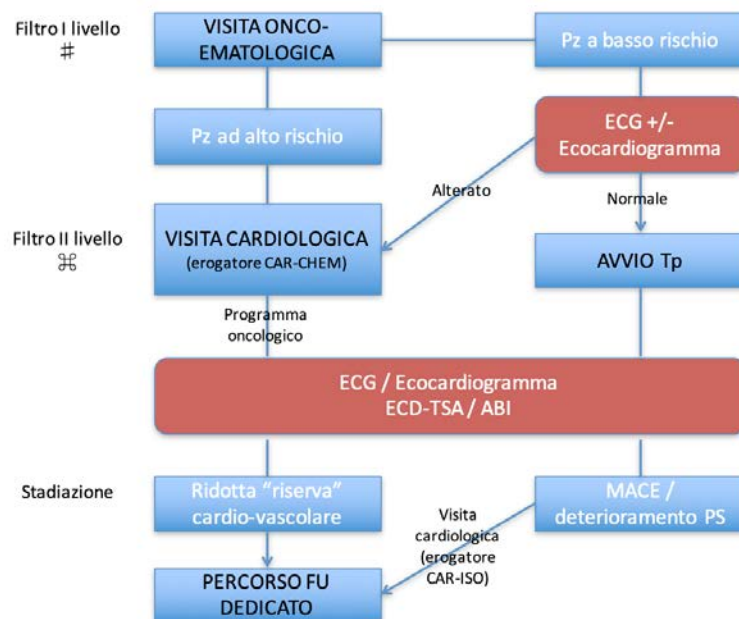 Filtro I livello
#
VISITA ONCO-
EMATOLOGICA
Pz a basso rischio
Pz ad alto rischio
ECG +/-
Ecocardiogramma
Alterato
Normale
Filtro II livello
⌘
VISITA CARDIOLOGICA
(erogatore CAR-CHEM)
AVVIO Tp
Programma
oncologico
ECG / Ecocardiogramma
ECD-TSA / ABI
Stadiazione
Ridotta “riserva”
cardio-vascolare
Visita
cardiologica
(erogatore
CAR-ISO)
MACE /
deterioramento PS
PERCORSO FU
DEDICATO